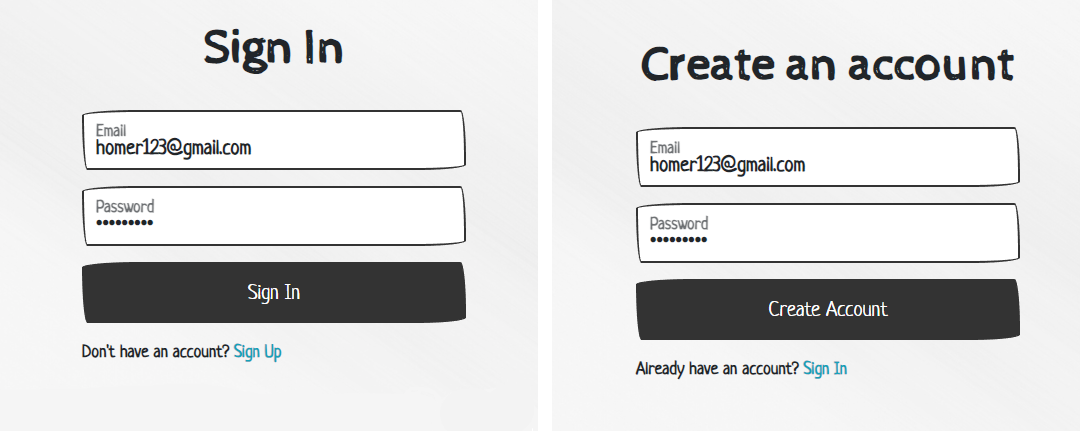 Sign In
Email
homer123@gmail.com
Password
•••••••••
Sign In
Don't have an account? Sign Up
Create an account
Email
homer123@gmail.com
Password
•••••••••
Create Account
Already have an account? Sign In